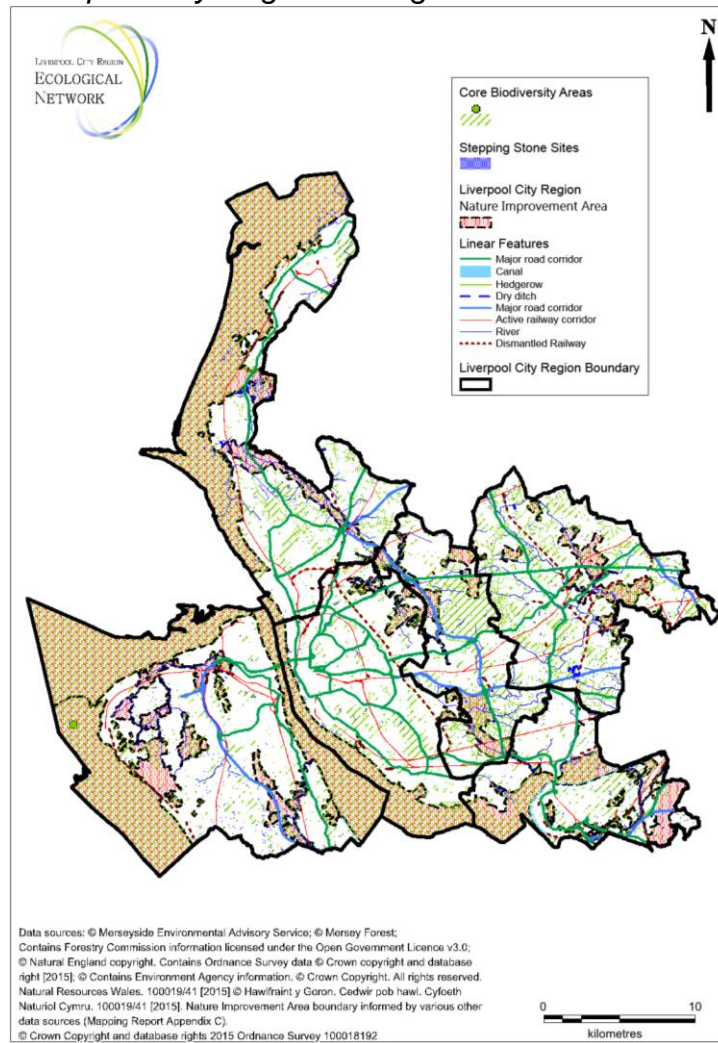 LIVERPOOL CITY REGION
ECOLOGICAL
NETWORK
N
Core Biodiversity Areas
Stepping Stone Sites
Liverpool City Region
Nature Improvement Area
Linear Features
Major road corridor
Canal
Hedgerow
Dry ditch
Major road corridor
Active railway corridor
River
Dismantled Railway
Liverpool City Region Boundary
Data sources: © Merseyside Environmental Advisory Service; © Mersey Forest;
Contains Forestry Commission information licensed under the Open Government Licence v3.0;
© Natural England copyright. Contains Ordnance Survey data © Crown copyright and database
right [2015]; © Contains Environment Agency information. © Crown Copyright. All rights reserved.
Natural Resources Wales. 100019/41 [2015] © Hawlfraint y Goron. Cedwir pob hawl. Cyfoeth
Naturiol Cymru. 100019/41 [2015]. Nature Improvement Area boundary informed by various other
data sources (Mapping Report Appendix C).
© Crown Copyright and database rights 2015 Ordnance Survey 100018192
0 10
kilometres